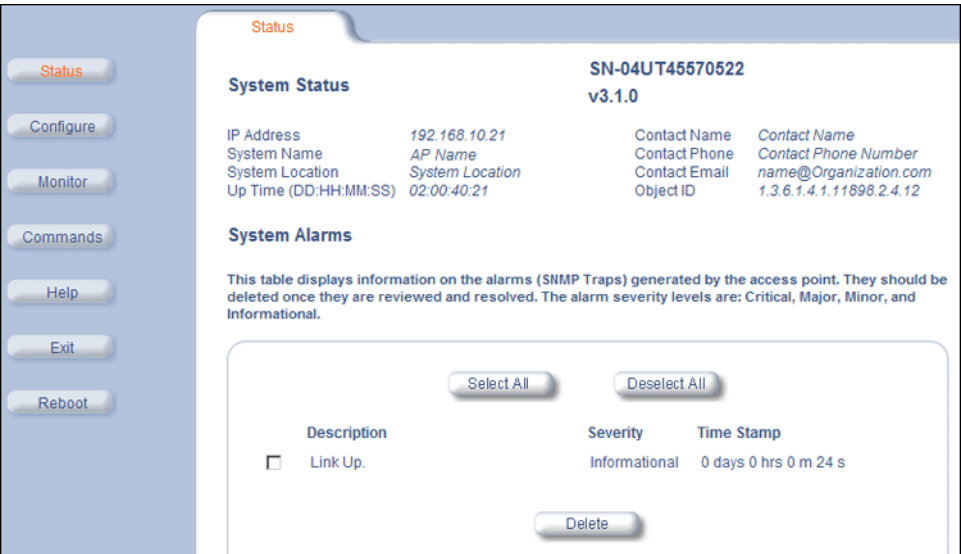 Status
Status
Configure
Monitor
Commands
Help
Exit
Reboot
System Status
SN-04UT45570522
v3.1.0
IP Address 192.168.10.21 Contact Name Contact Name
System Name AP Name Contact Phone Contact Phone Number
System Location System Location Contact Email name@Organization.com
Up Time (DD:HH:MM:SS) 02:00:40:21 Object ID 1.3.6.1.4.1.11898.2.4.12
System Alarms
This table displays information on the alarms (SNMP Traps) generated by the access point. They should be
deleted once they are reviewed and resolved. The alarm severity levels are: Critical, Major, Minor, and
Informational.
Select All Deselect All
Description Severity Time Stamp
Link Up. Informational 0 days 0 hrs 0 m 24 s
Delete